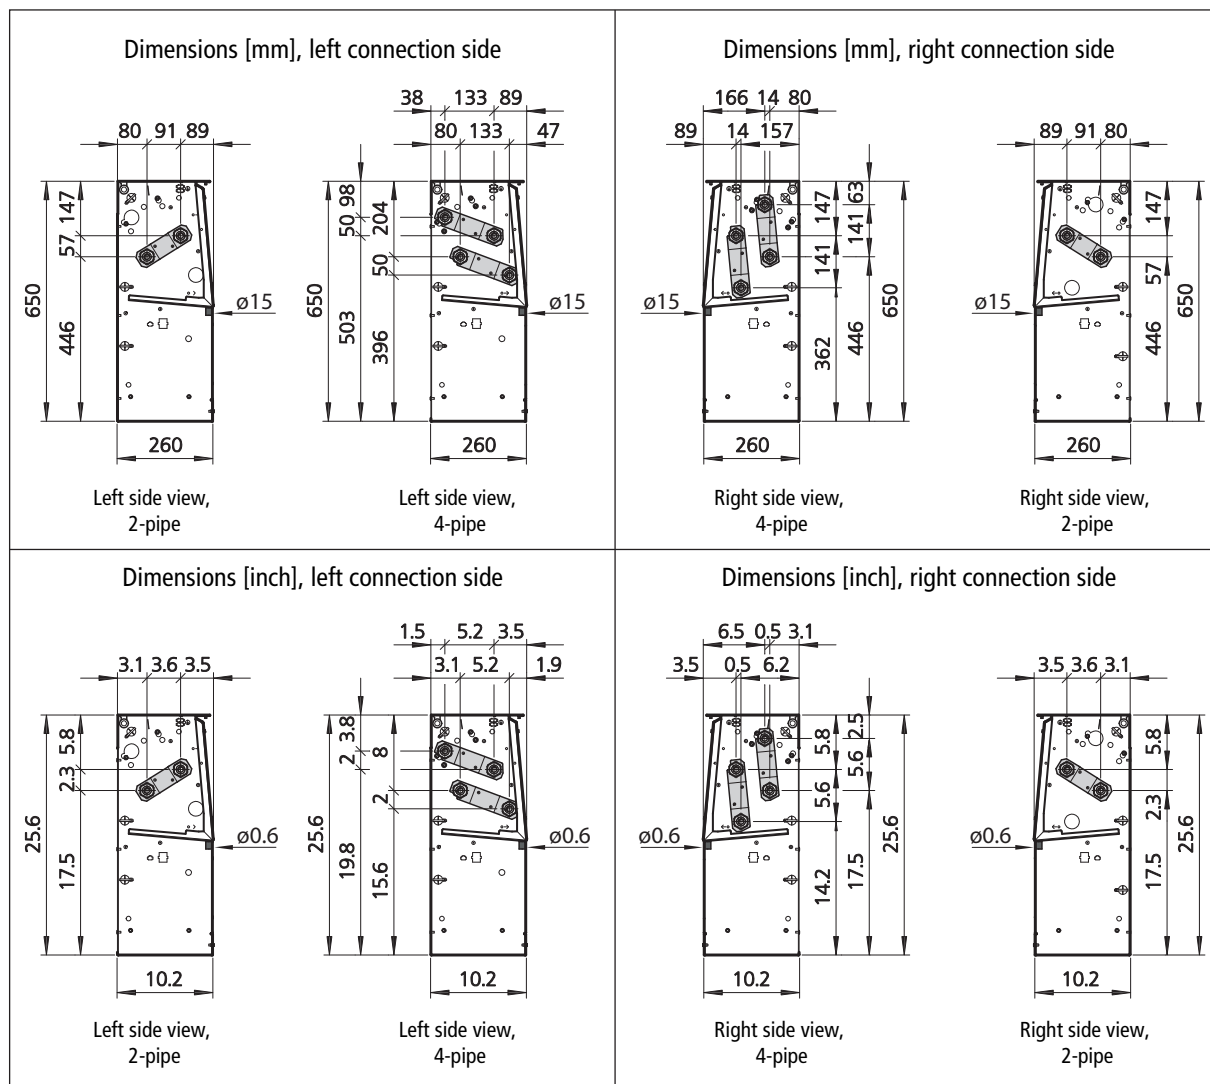 Dimensions [mm], left connection side
38 133 89
80 91 89
80 133 47
650
147
57
446
650
98
50
503
204
50
396
ø15
ø15
260
260
Left side view,
2-pipe
Left side view,
4-pipe
Dimensions [mm], right connection side
166 14 80
89 14 157
89 91 80
ø15
147
141
362
63
141
446
650
ø15
147
57
446
650
260
260
Right side view,
4-pipe
Right side view,
2-pipe
Dimensions [inch], left connection side
1.5 5.2 3.5
3.1 3.6 3.5
3.1 5.2 1.9
25.6
5.8
2.3
17.5
25.6
3.8
2
19.8
8
2
15.6
ø0.6
ø0.6
10.2
10.2
Left side view,
2-pipe
Left side view,
4-pipe
Dimensions [inch], right connection side
6.5 0.5 3.1
3.5 0.5 6.2
3.5 3.6 3.1
ø0.6
5.8
5.6
14.2
2.5
5.6
17.5
25.6
ø0.6
5.8
2.3
17.5
25.6
10.2
10.2
Right side view,
4-pipe
Right side view,
2-pipe